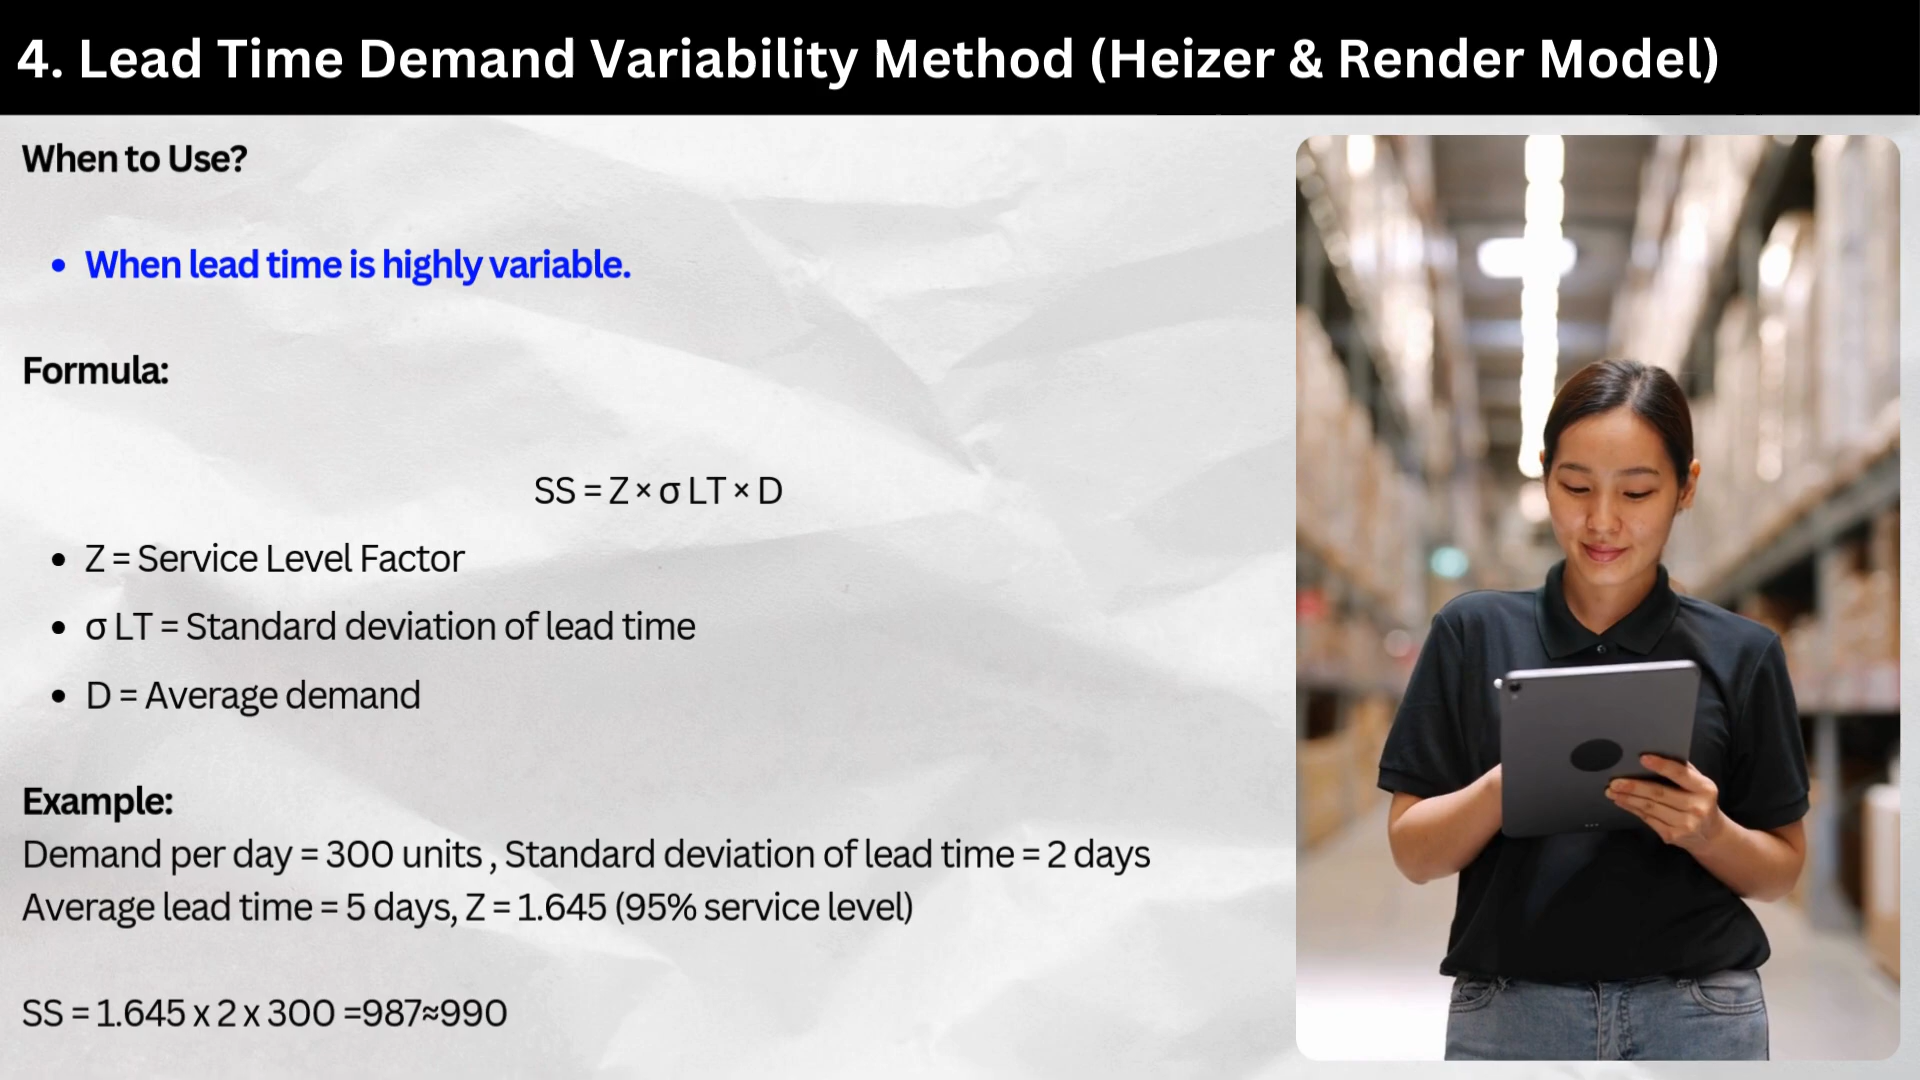 4. Lead Time Demand Variability Method (Heizer & Render Model)
When to Use?
• When lead time is highly variable.
Formula:
SS = Z × σ LT × D
• Z = Service Level Factor
• σ LT = Standard deviation of lead time
• D = Average demand
Example:
Demand per day = 300 units , Standard deviation of lead time = 2 days
Average lead time = 5 days, Z = 1.645 (95% service level)
SS = 1.645 x 2 x 300 =987≈990